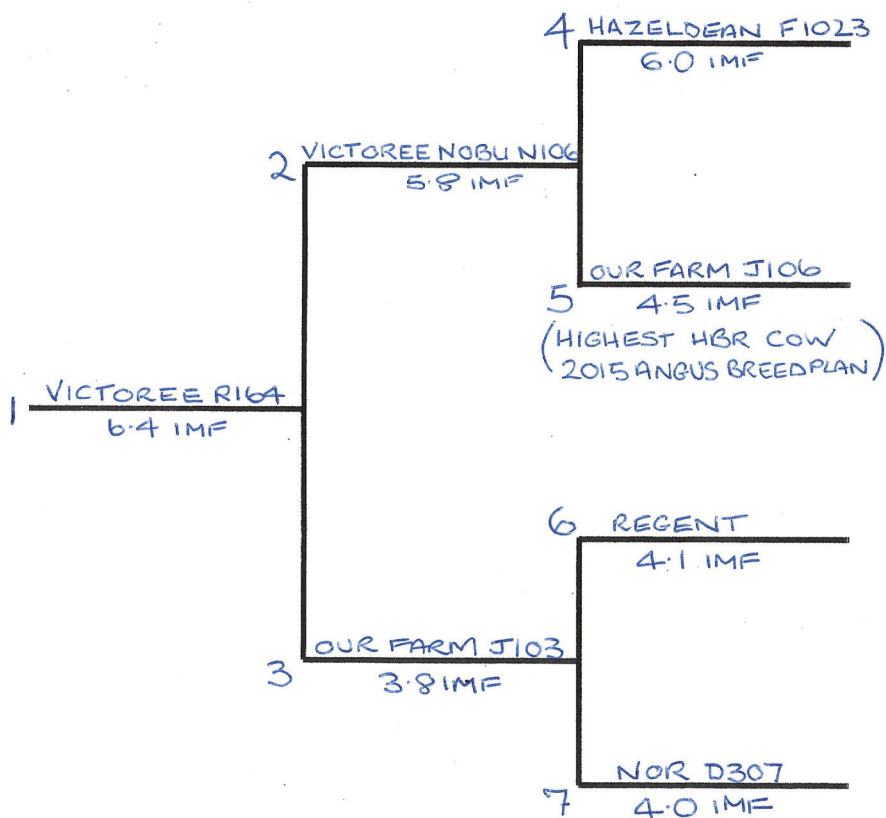 4 HAZELDEAN F1023
6.0 IMF
2 VICTOREE NOBU N106
5.8 IMF
5 OUR FARM J106
4.5 IMF
(HIGHEST HBR COW
2015 ANGUS BREEDPLAN)
1 VICTOREE R164
6.4 IMF
6 REGENT
4.1 IMF
3 OUR FARM J103
3.8 IMF
7 NOR D307
4.0 IMF